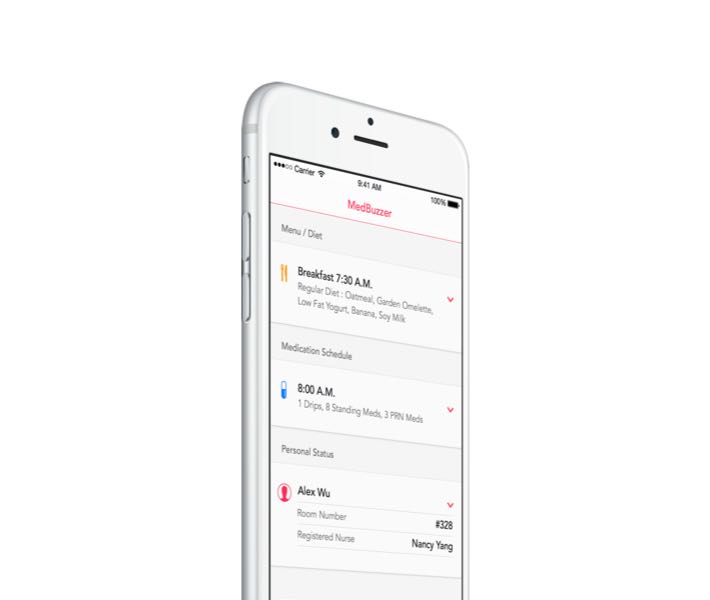 Carrier
9:41 AM
100%
MedBuzzer
Menu / Diet
Breakfast 7:30 A.M.
Regular Diet : Oatmeal, Garden Omelette,
Low Fat Yogurt, Banana, Soy Milk
Medication Schedule
8:00 A.M.
1 Drips, 8 Standing Meds, 3 PRN Meds
Personal Status
Alex Wu
Room Number #328
Registered Nurse Nancy Yang